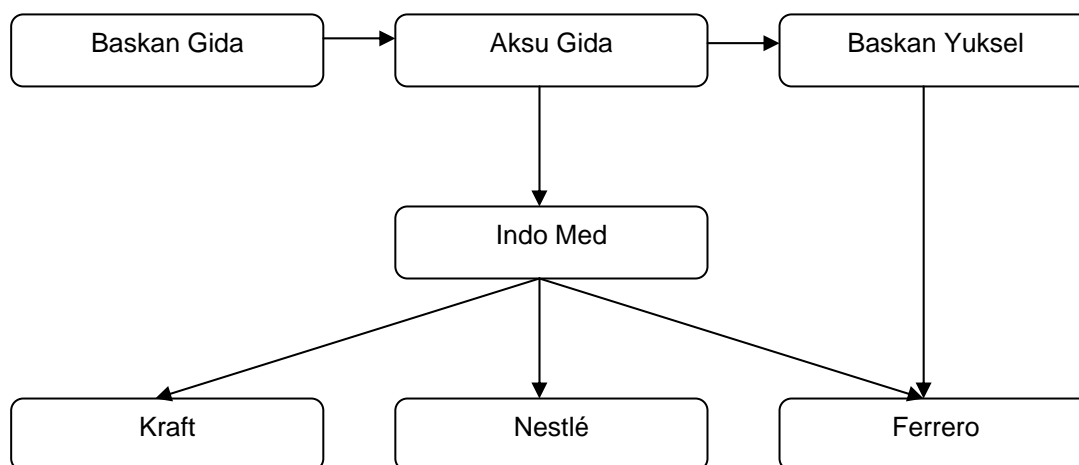 Baskan Gida
Aksu Gida
Baskan Yuksel
Indo Med
Kraft
Nestlé
Ferrero